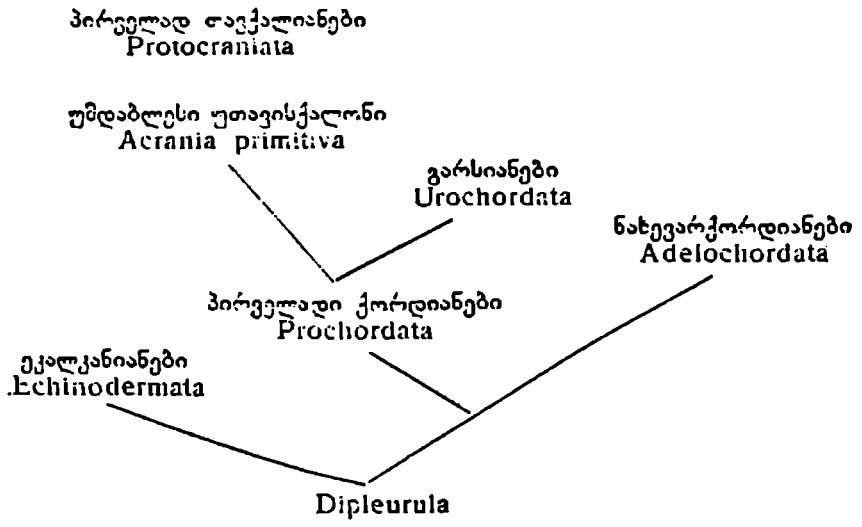 პირველად თავქალიანები
Protocraniata
უმდაბლესი უთავისქალონი
Acrania primitiva
გარსიანები
Urochordata
ნახევარქორდიანები
Adelochordata
პირველადი ქორდიანები
Prochordata
ეკალკანიანები
Echinodermata
Dipleurula